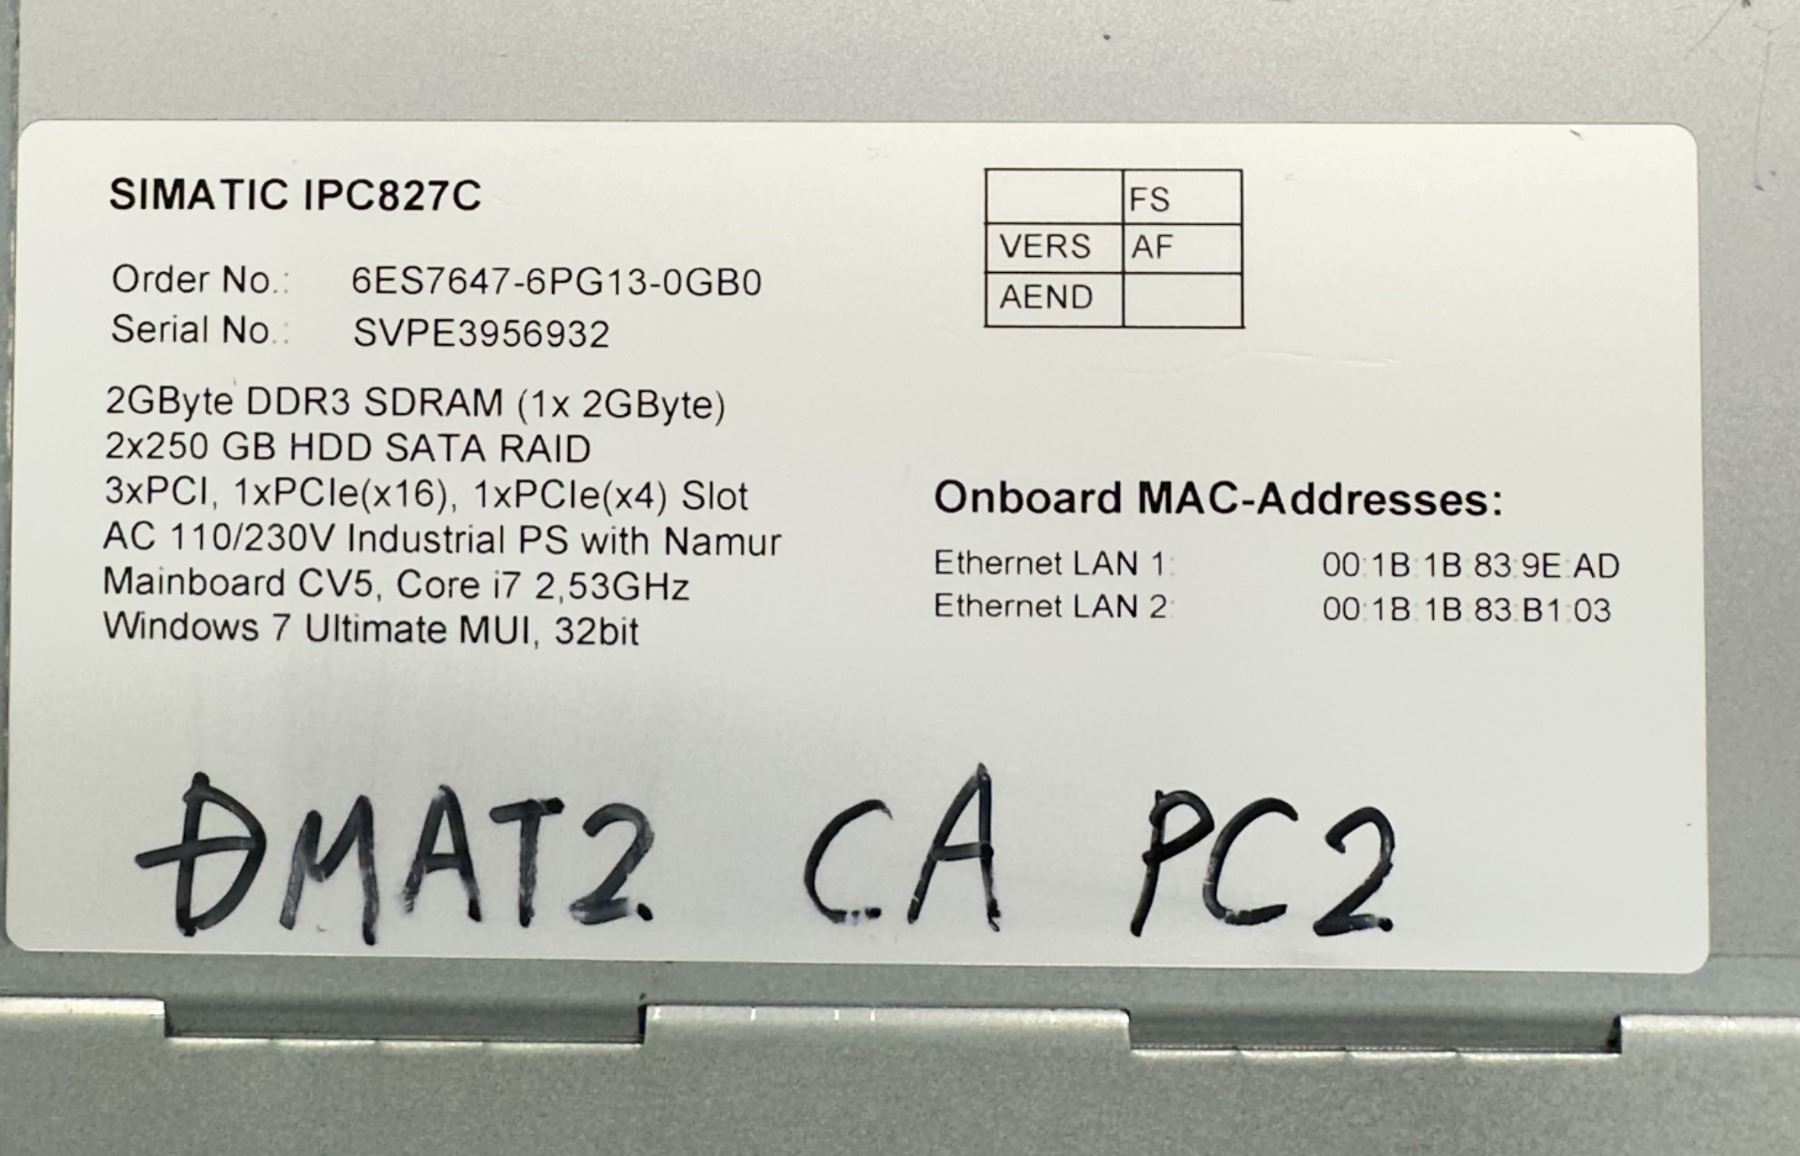 SIMATIC IPC827C
Order No.: 6ES7647-6PG13-0GB0
Serial No.: SVPE3956932
2GByte DDR3 SDRAM (1x 2GByte)
2x250 GB HDD SATA RAID
3xPCI, 1xPCIe(x16), 1xPCIe(x4) Slot
AC 110/230V Industrial PS with Namur
Mainboard CV5, Core i7 2,53GHz
Windows 7 Ultimate MUI, 32bit
FS
VERS AF
AEND
Onboard MAC-Addresses:
Ethernet LAN 1: 00:1B:1B:83:9E:AD
Ethernet LAN 2: 00:1B:1B:83:B1:03
DMAT2 CA PC2